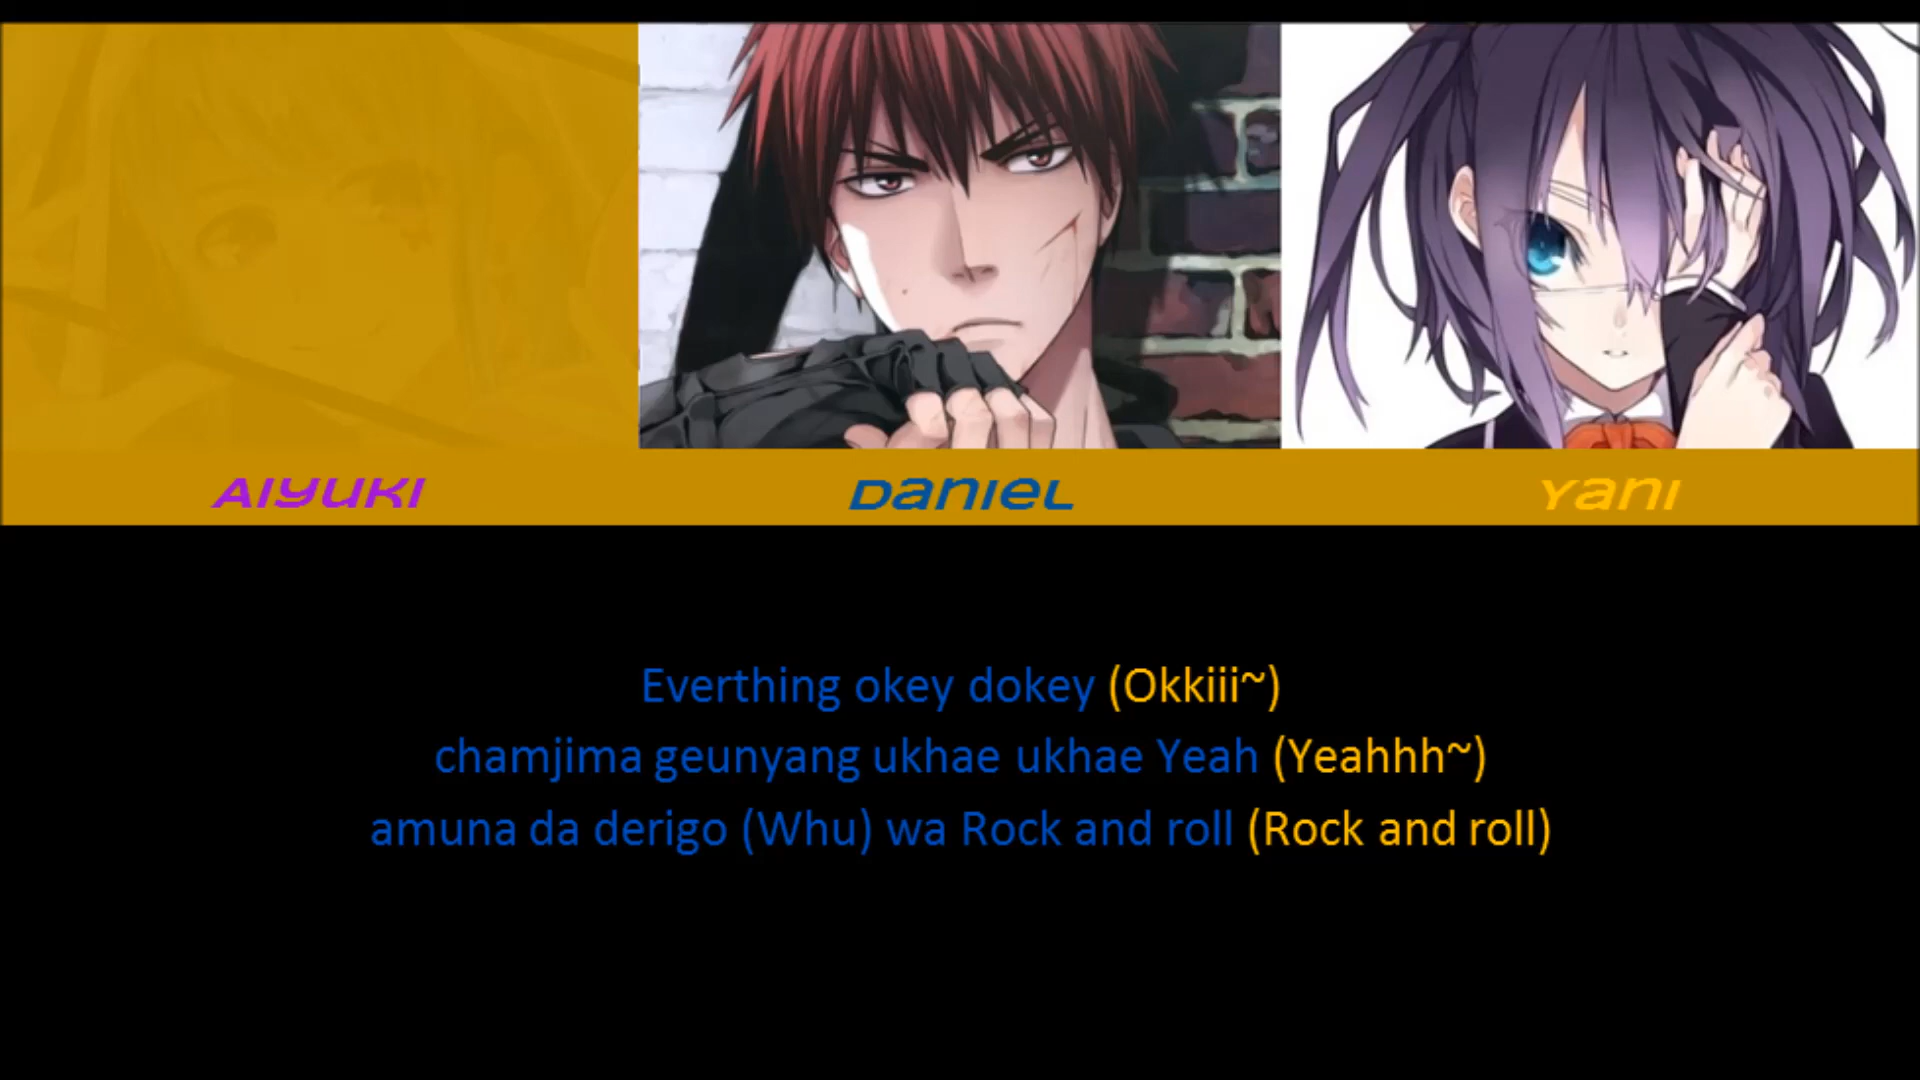 AIYUKI DANIEL YANI
Everthing okey dokey (Okkiii~)
chamjima geunyang ukhae ukhae Yeah (Yeahhh~)
amuna da derigo (Whu) wa Rock and roll (Rock and roll)